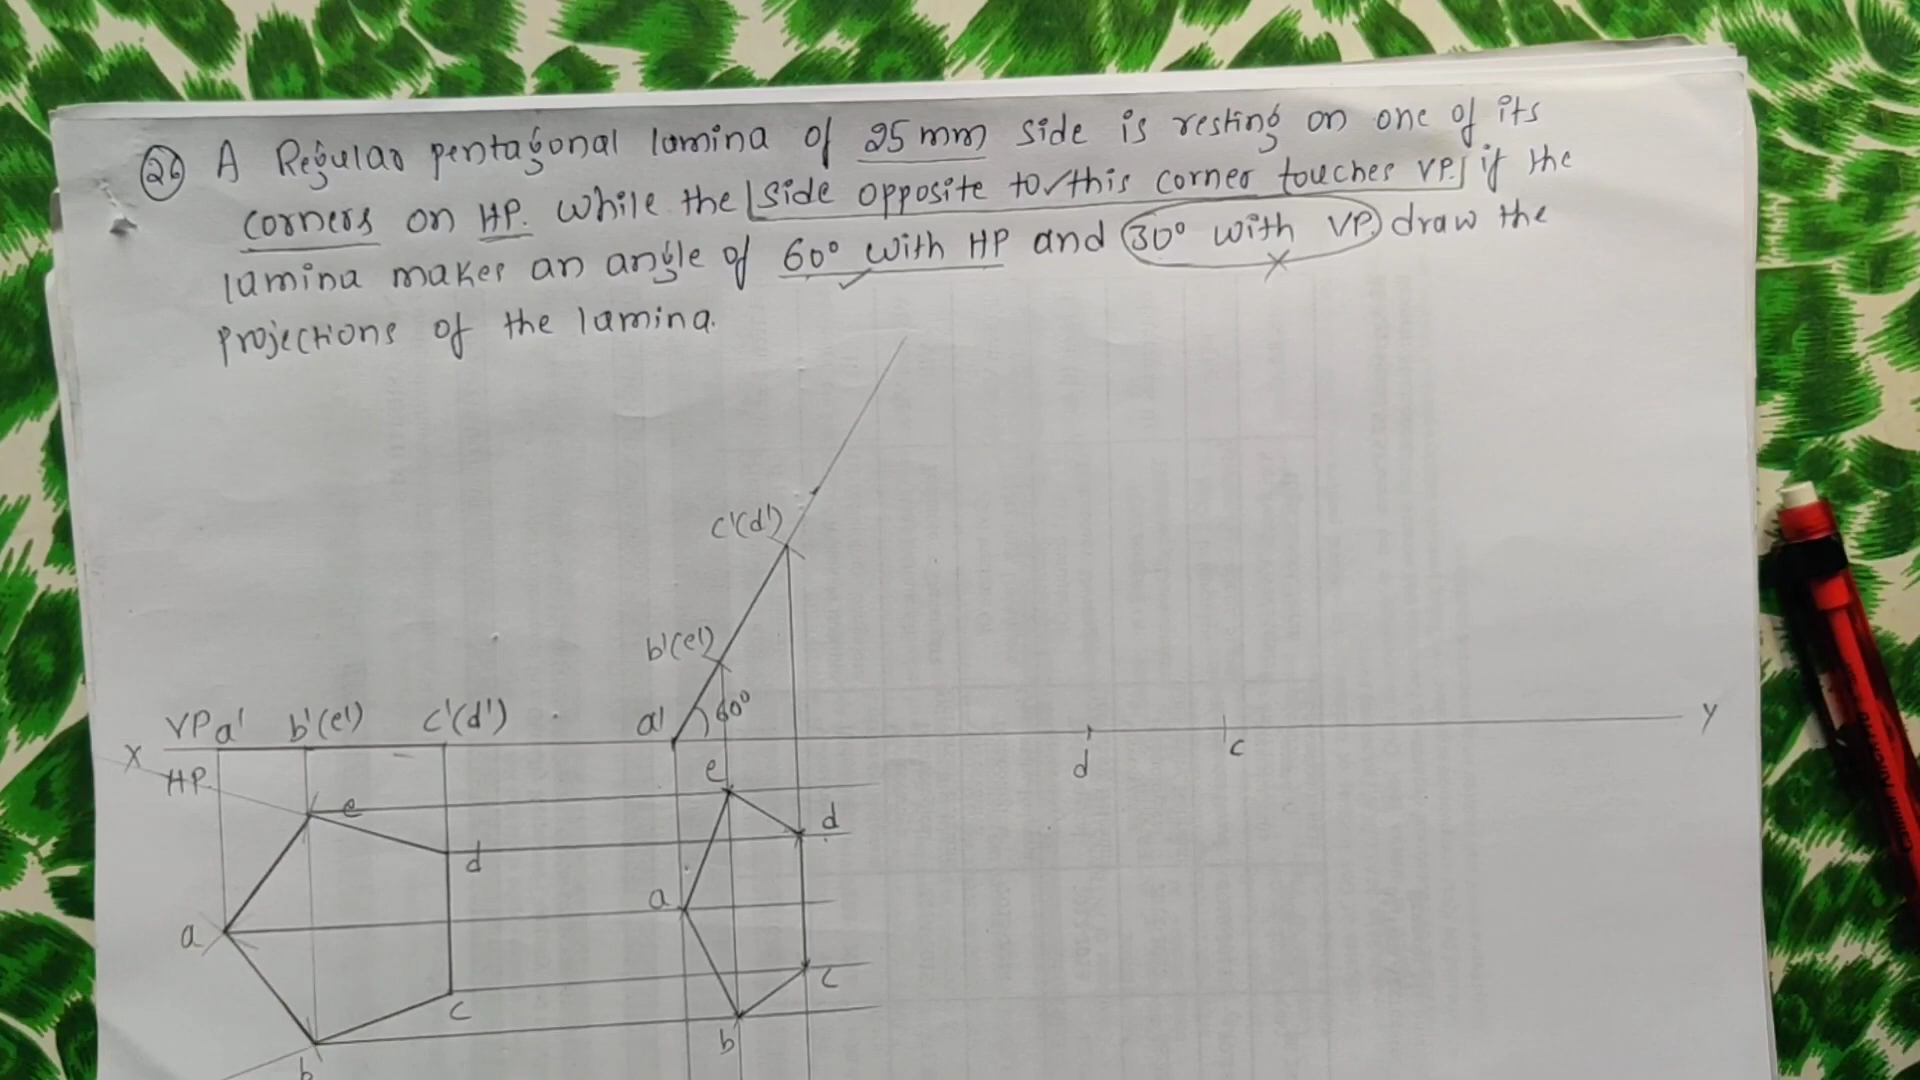 26 A Regular pentagonal lamina of 25 mm side is resting on one of its
corners on HP. While the side opposite to this corner touches VP. if the
lamina makes an angle of 60° with HP and 30° with VP. draw the
projections of the lamina.
c'(d')
b'(e')
VP a' b'(e') c'(d') a' 60°
X Y
HP
e d c
e
d
d
a
a
c
c
b
b